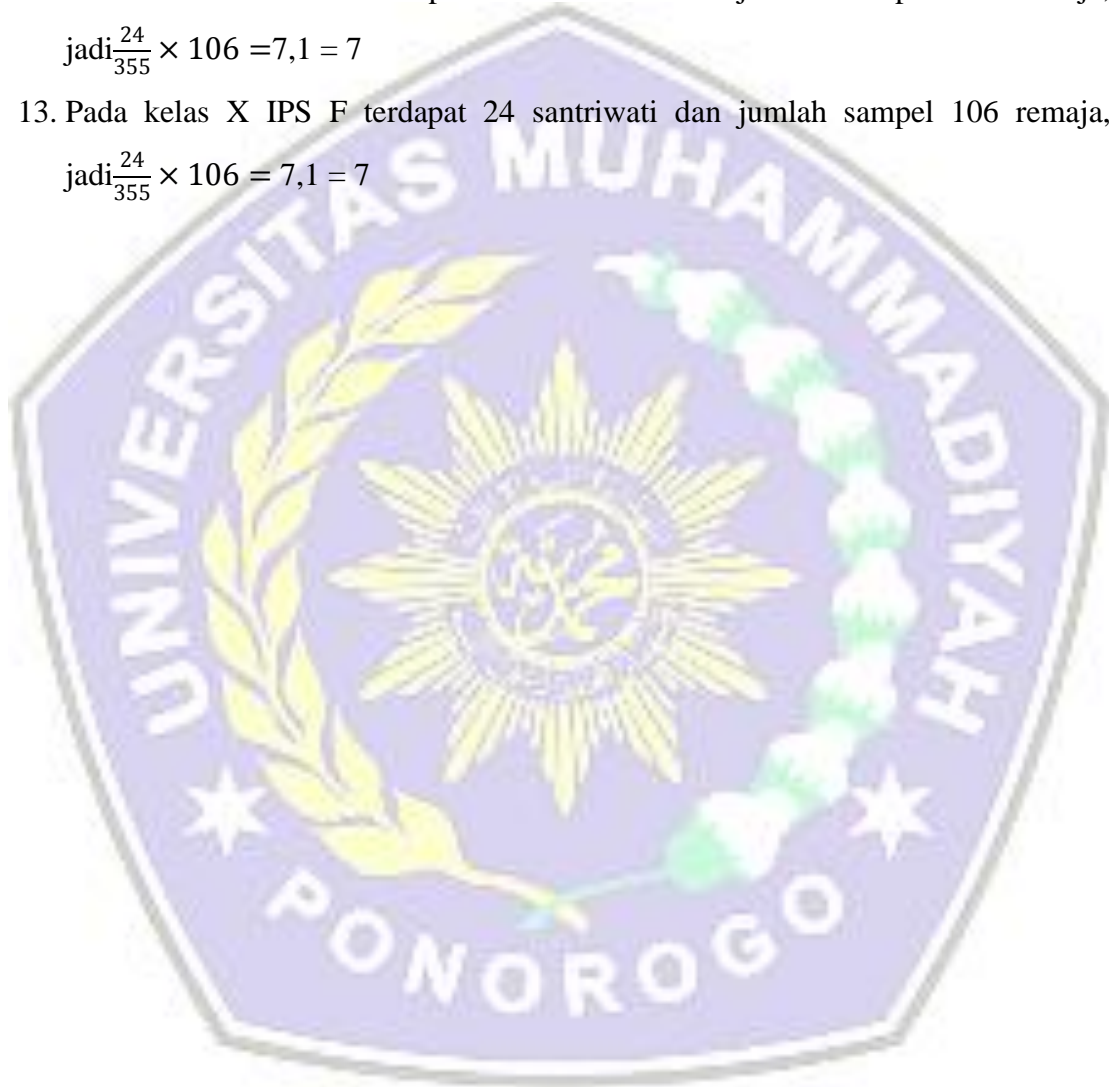 jadi 24/355 × 106 =7,1 = 7
13. Pada kelas X IPS F terdapat 24 santriwati dan jumlah sampel 106 remaja,
jadi 24/355 × 106 = 7,1 = 7
UNIVERSITAS MUHAMMADIYAH
PONOROGO